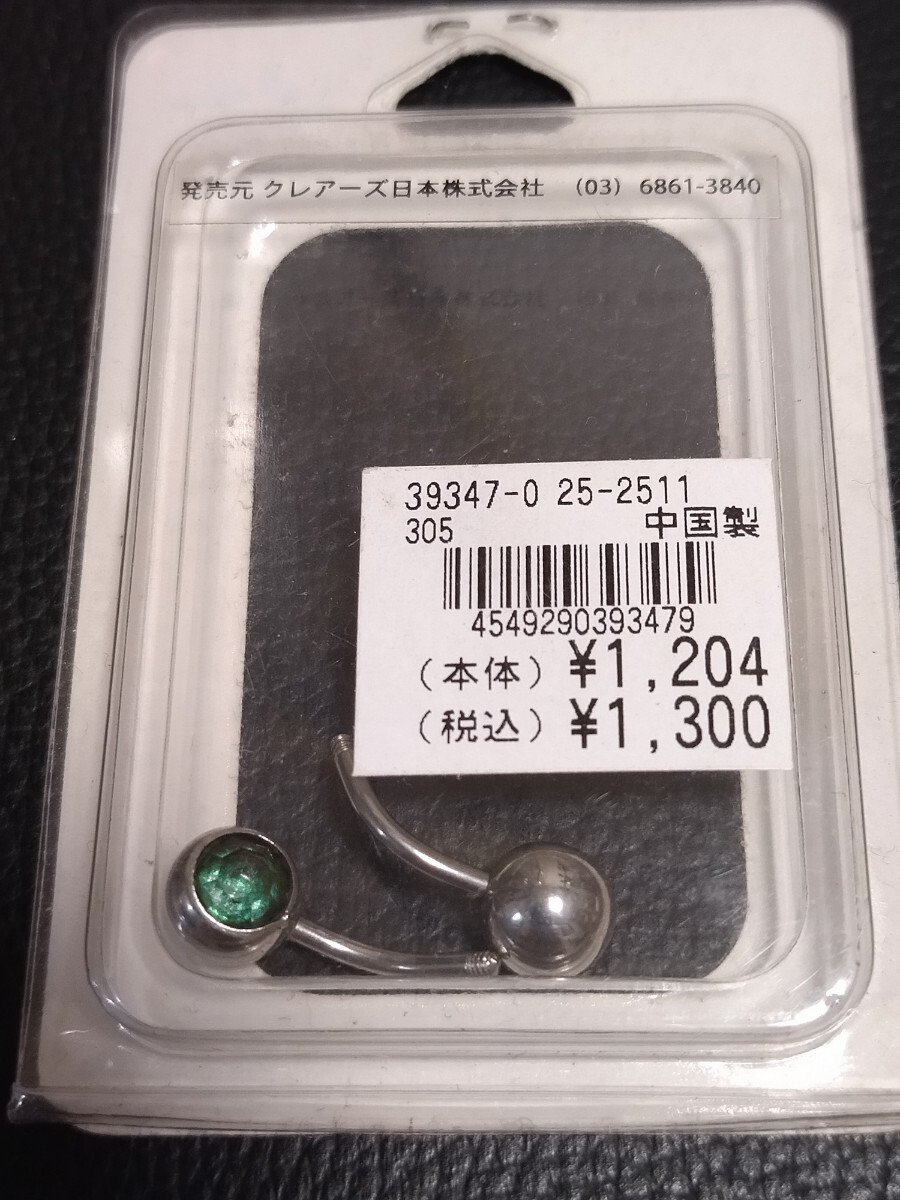 発売元 クレアーズ日本株式会社 (03) 6861-3840
39347-0 25-2511
305 中国製
4549290393479
(本体) ¥1,204
(税込) ¥1,300